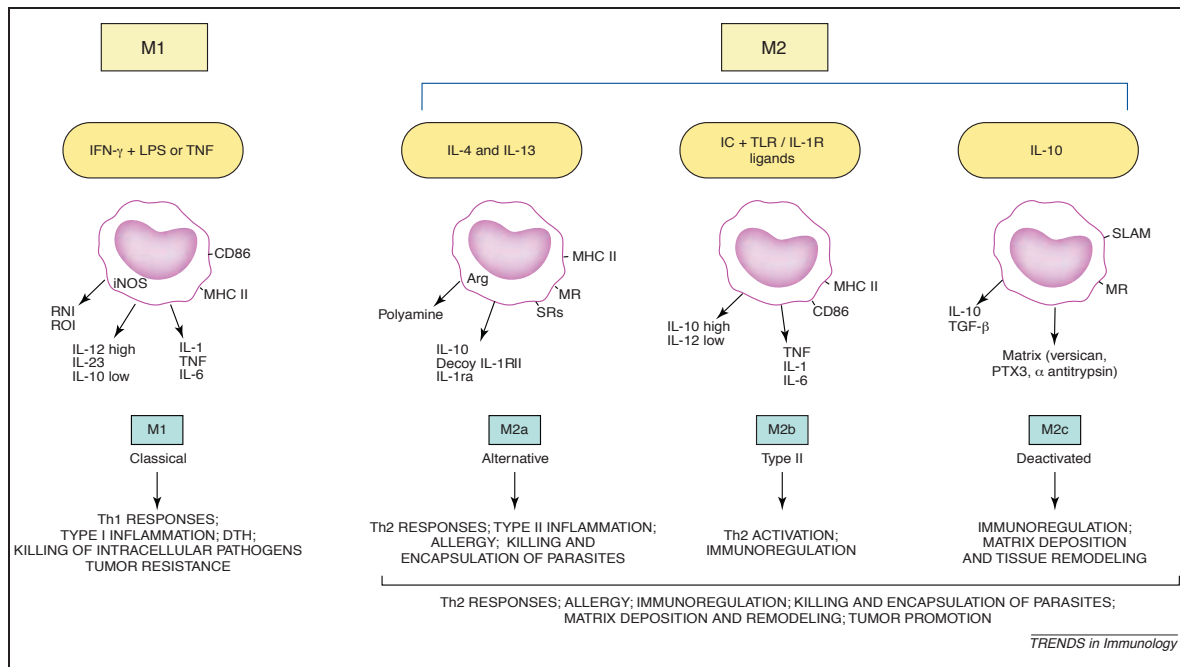 M1
M2
IFN-γ + LPS or TNF
IL-4 and IL-13
IC + TLR / IL-1R
ligands
IL-10
iNOS
CD86
MHC II
RNI
ROI
IL-12 high
IL-23
IL-10 low
IL-1
TNF
IL-6
Arg
MHC II
MR
SRs
Polyamine
IL-10
Decoy IL-1RII
IL-1ra
MHC II
CD86
IL-10 high
IL-12 low
TNF
IL-1
IL-6
SLAM
MR
IL-10
TGF-β
Matrix (versican,
PTX3, α antitrypsin)
M1
Classical
M2a
Alternative
M2b
Type II
M2c
Deactivated
Th1 RESPONSES;
TYPE I INFLAMMATION; DTH;
KILLING OF INTRACELLULAR PATHOGENS
TUMOR RESISTANCE
Th2 RESPONSES; TYPE II INFLAMMATION;
ALLERGY; KILLING AND
ENCAPSULATION OF PARASITES
Th2 ACTIVATION;
IMMUNOREGULATION
IMMUNOREGULATION;
MATRIX DEPOSITION
AND TISSUE REMODELING
Th2 RESPONSES; ALLERGY; IMMUNOREGULATION; KILLING AND ENCAPSULATION OF PARASITES;
MATRIX DEPOSITION AND REMODELING; TUMOR PROMOTION
TRENDS in Immunology